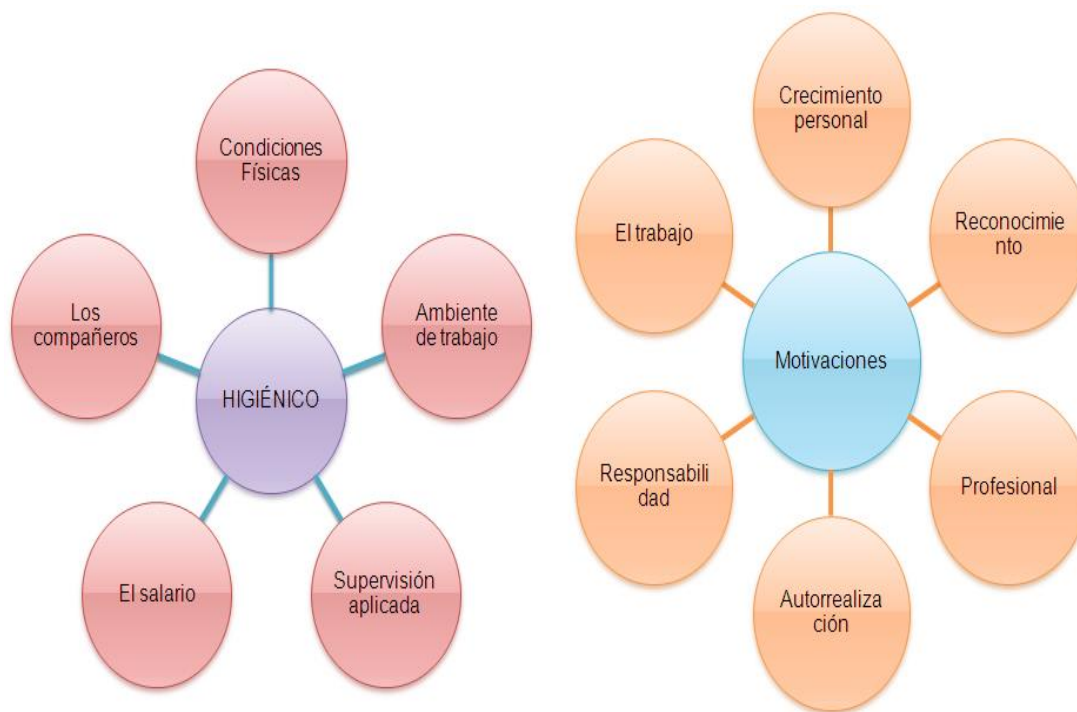 Condiciones
Físicas
Ambiente
de trabajo
Supervisión
aplicada
El salario
Los
compañeros
HIGIÉNICO
Crecimiento
personal
Reconocimie
nto
Profesional
Autorrealiza
ción
Responsabili
dad
El trabajo
Motivaciones